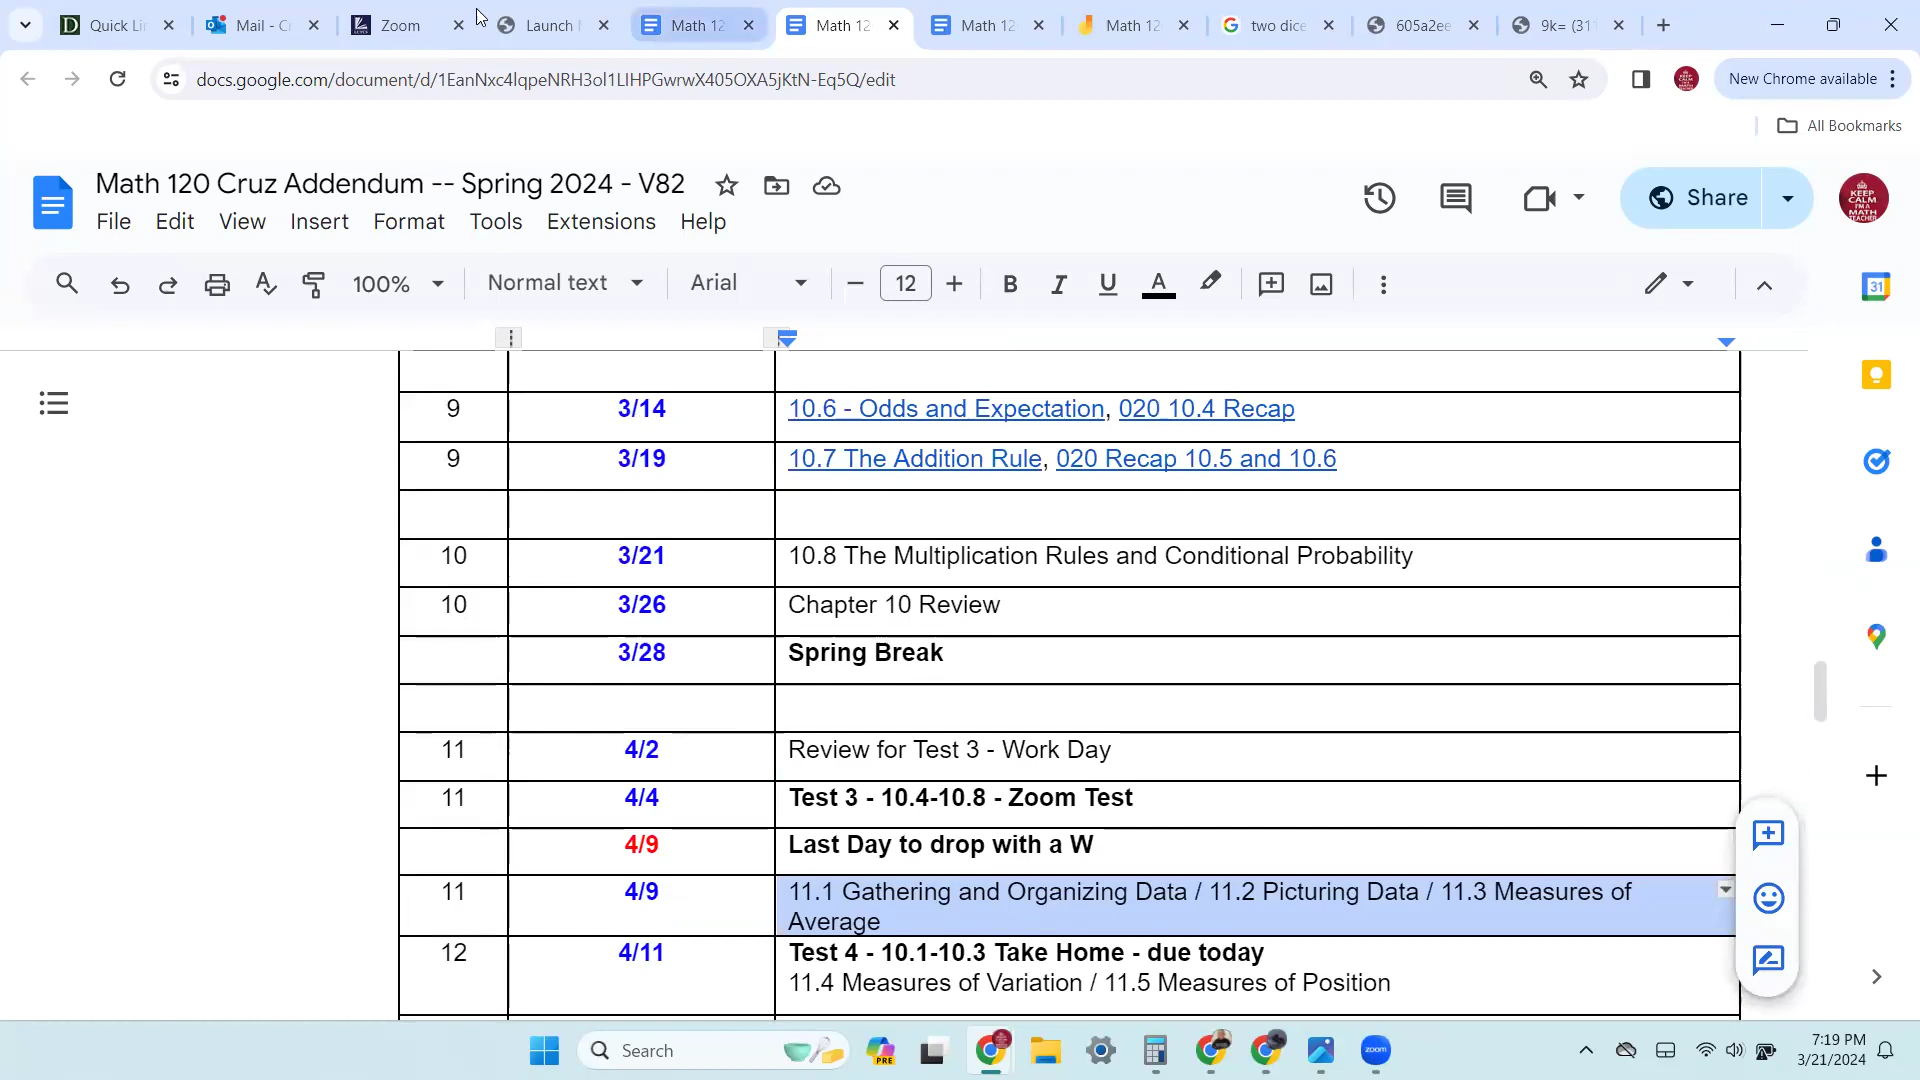 Quick Lin
Mail - C
Zoom
Launch
Math 12
Math 12
Math 12
Math 12
two dice
605a2ee
9k= (31
docs.google.com/document/d/1EanNxc4lqpeNRH3ol1LIHPGwrwX405OXA5jKtN-Eq5Q/edit
New Chrome available
All Bookmarks
Math 120 Cruz Addendum -- Spring 2024 - V82
File Edit View Insert Format Tools Extensions Help
Share
KEEP CALM I'M A MATH TEACHER
100% Normal text Arial 12 B I U A
31
9 3/14 10.6 - Odds and Expectation, 020 10.4 Recap
9 3/19 10.7 The Addition Rule, 020 Recap 10.5 and 10.6
10 3/21 10.8 The Multiplication Rules and Conditional Probability
10 3/26 Chapter 10 Review
3/28 Spring Break
11 4/2 Review for Test 3 - Work Day
11 4/4 Test 3 - 10.4-10.8 - Zoom Test
4/9 Last Day to drop with a W
11 4/9 11.1 Gathering and Organizing Data / 11.2 Picturing Data / 11.3 Measures of
Average
12 4/11 Test 4 - 10.1-10.3 Take Home - due today
11.4 Measures of Variation / 11.5 Measures of Position
Search
PRE
zoom
7:19 PM
3/21/2024